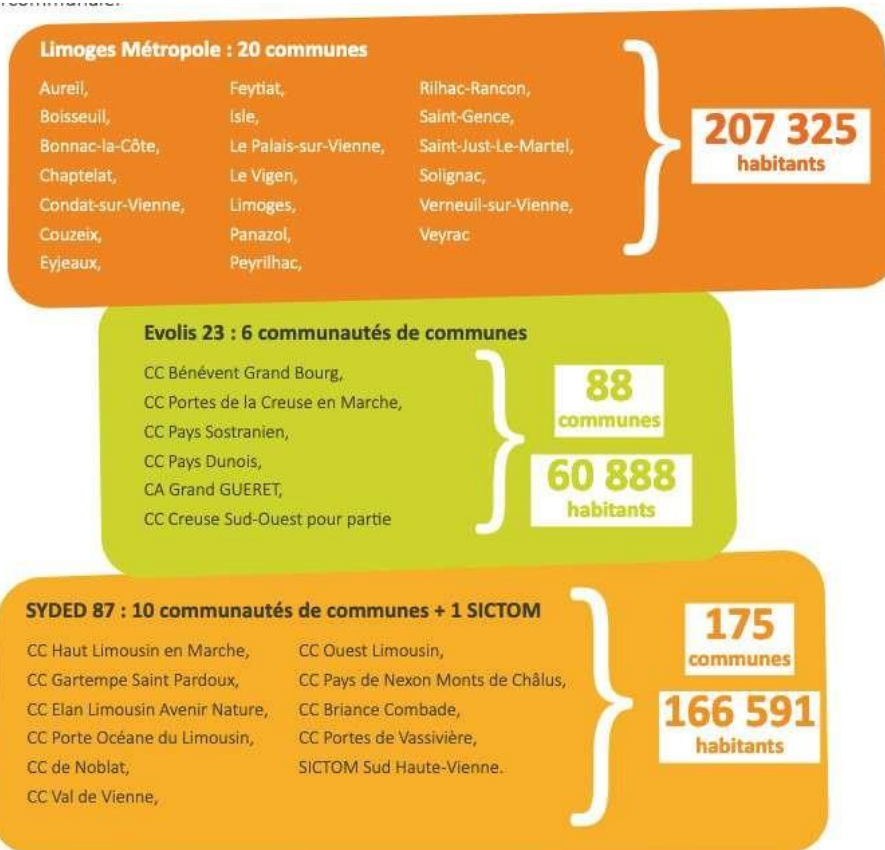 Limoges Métropole : 20 communes
Aureil,
Boisseuil,
Bonnac-la-Côte,
Chaptelat,
Condat-sur-Vienne,
Couzeix,
Eyjeaux,
Feytiat,
Isle,
Le Palais-sur-Vienne,
Le Vigen,
Limoges,
Panazol,
Peyrilhac,
Rilhac-Rancon,
Saint-Gence,
Saint-Just-Le-Martel,
Solignac,
Verneuil-sur-Vienne,
Veyrac
207 325
habitants
Evolis 23 : 6 communautés de communes
CC Bénévent Grand Bourg,
CC Portes de la Creuse en Marche,
CC Pays Sostranien,
CC Pays Dunois,
CA Grand GUERET,
CC Creuse Sud-Ouest pour partie
88
communes
60 888
habitants
SYDED 87 : 10 communautés de communes + 1 SICTOM
CC Haut Limousin en Marche,
CC Gartempe Saint Pardoux,
CC Elan Limousin Avenir Nature,
CC Porte Océane du Limousin,
CC de Noblat,
CC Val de Vienne,
CC Ouest Limousin,
CC Pays de Nexon Monts de Châlus,
CC Briance Combade,
CC Portes de Vassivière,
SICTOM Sud Haute-Vienne.
175
communes
166 591
habitants